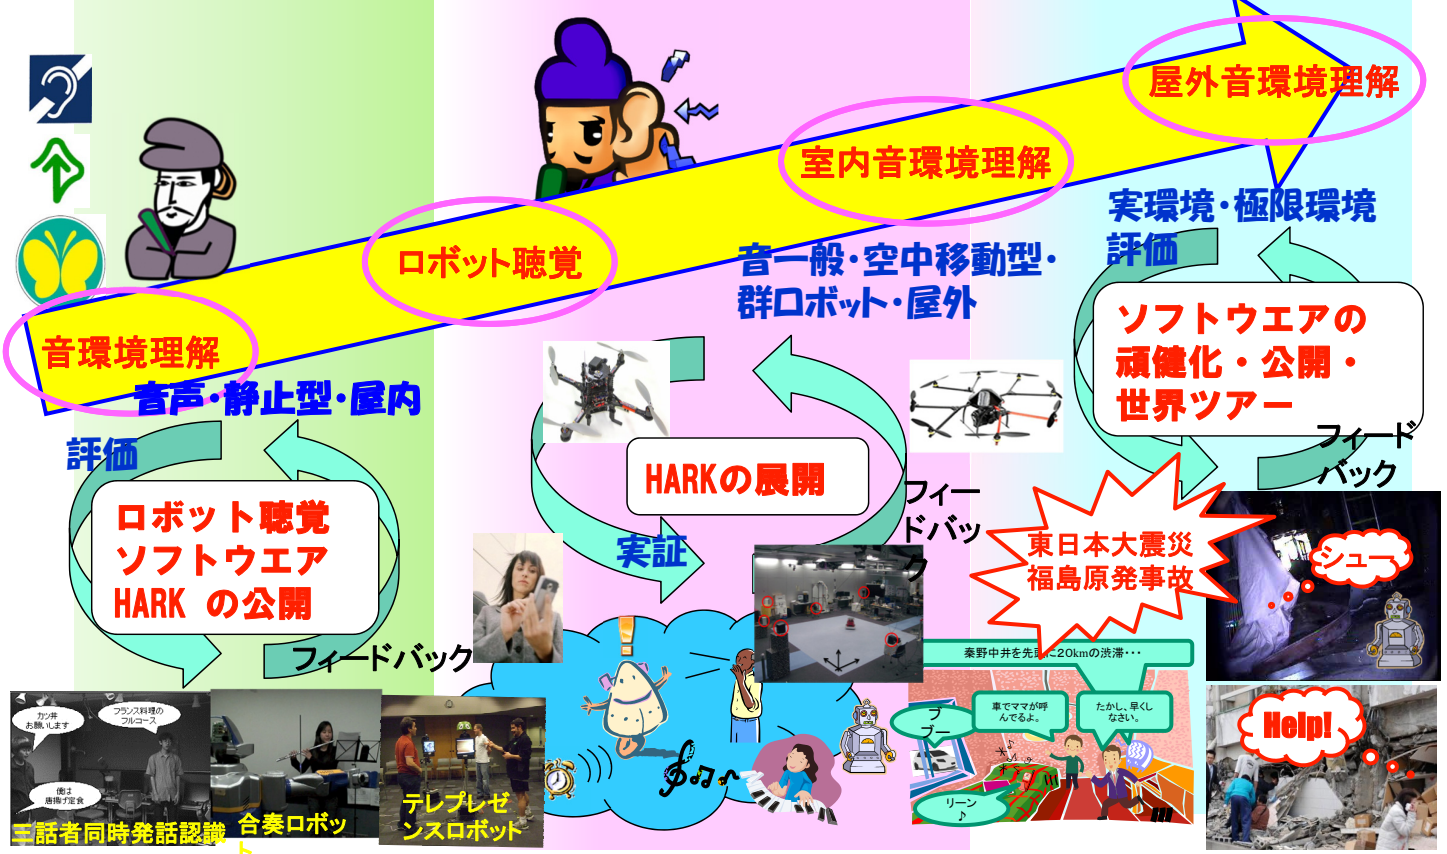 屋外音環境理解
室内音環境理解
ロボット聴覚
音環境理解
音声・静止型・屋内
音一般・空中移動型・
群ロボット・屋外
実環境・極限環境
評価
評価
ロボット聴覚
ソフトウエア
HARK の公開
フィードバック
HARKの展開
実証
フィー
ドバッ
ク
ソフトウエアの
頑健化・公開・
世界ツアー
フィード
バック
東日本大震災
福島原発事故
シュー
Help!
カツ丼
お願いします
フランス料理の
フルコース
僕は
唐揚げ定食
三話者同時発話認識
合奏ロボッ
ト
テレプレゼ
ンスロボット
秦野中井を先頭に20kmの渋滞・・・
車でママが呼
んでるよ。
たかし、早くし
なさい。
ブ
ブー
リーン
♪